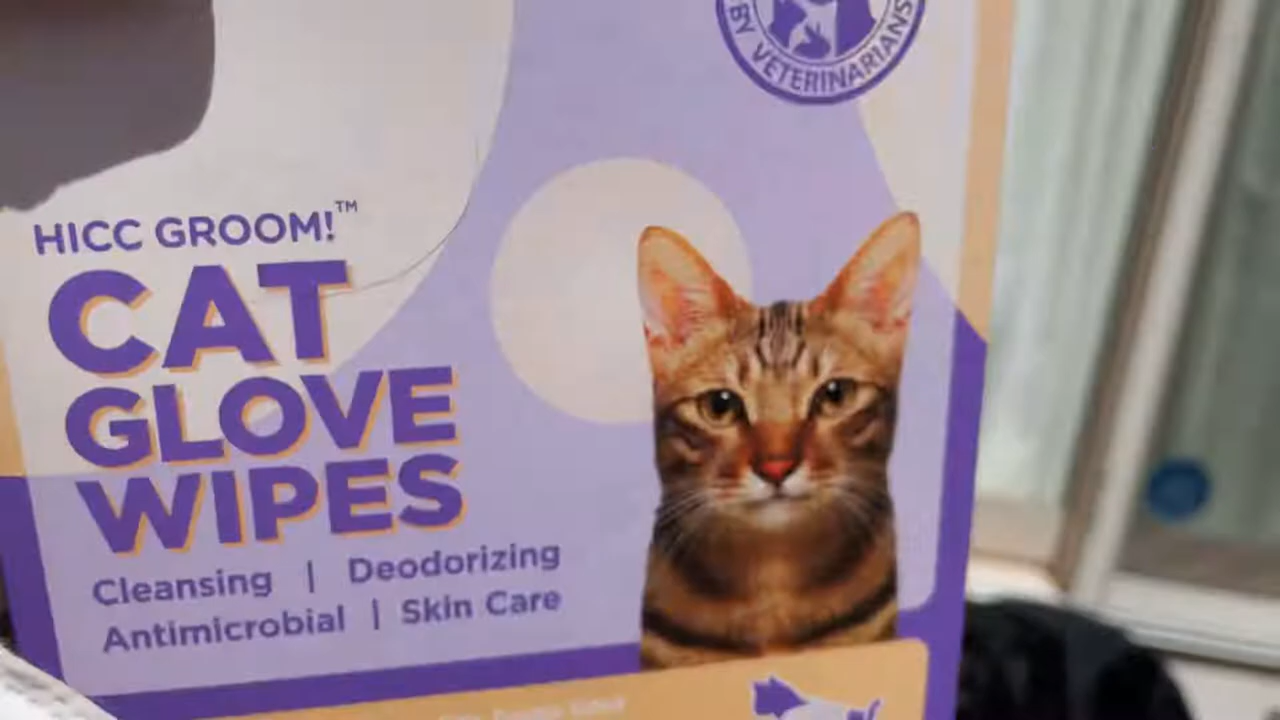 BY VETERINARIANS
HICC GROOM!™
CAT
GLOVE
WIPES
Cleansing | Deodorizing
Antimicrobial | Skin Care